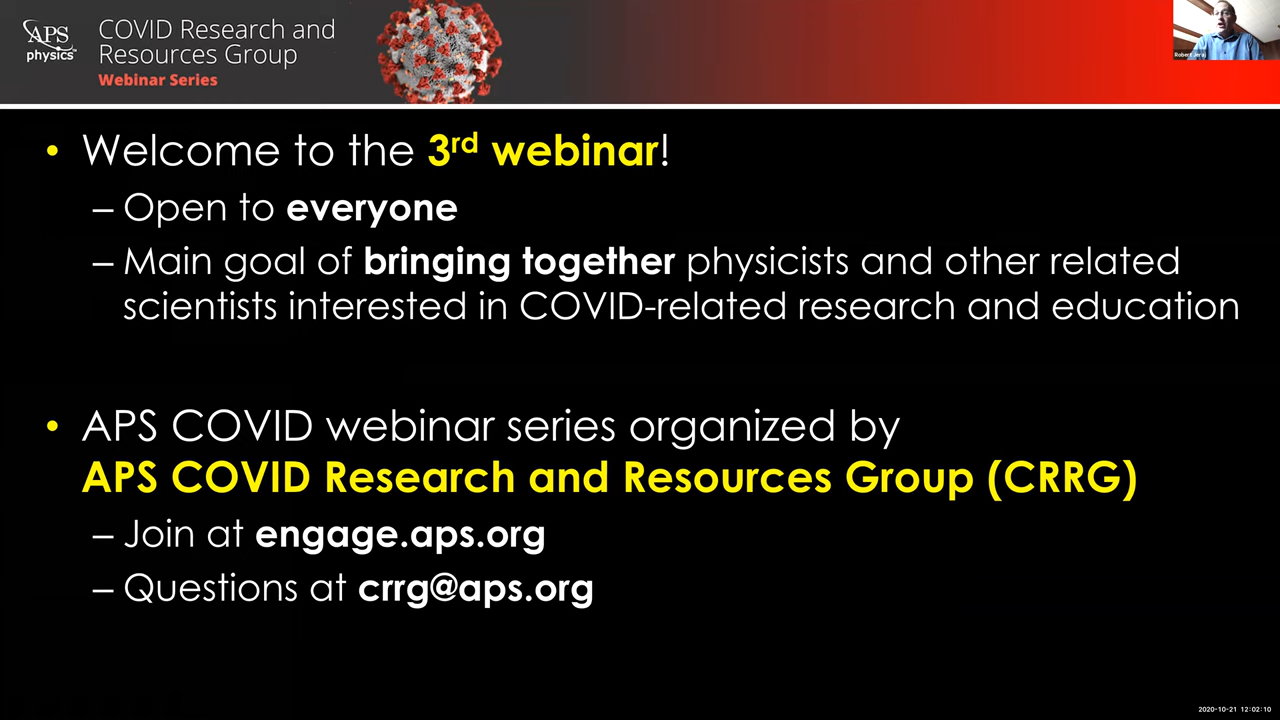 APS
physics
COVID Research and
Resources Group
Webinar Series
Robert Jeraj
• Welcome to the 3rd webinar!
– Open to everyone
– Main goal of bringing together physicists and other related
scientists interested in COVID-related research and education
• APS COVID webinar series organized by
APS COVID Research and Resources Group (CRRG)
– Join at engage.aps.org
– Questions at crrg@aps.org
2020-10-21 12:02:10